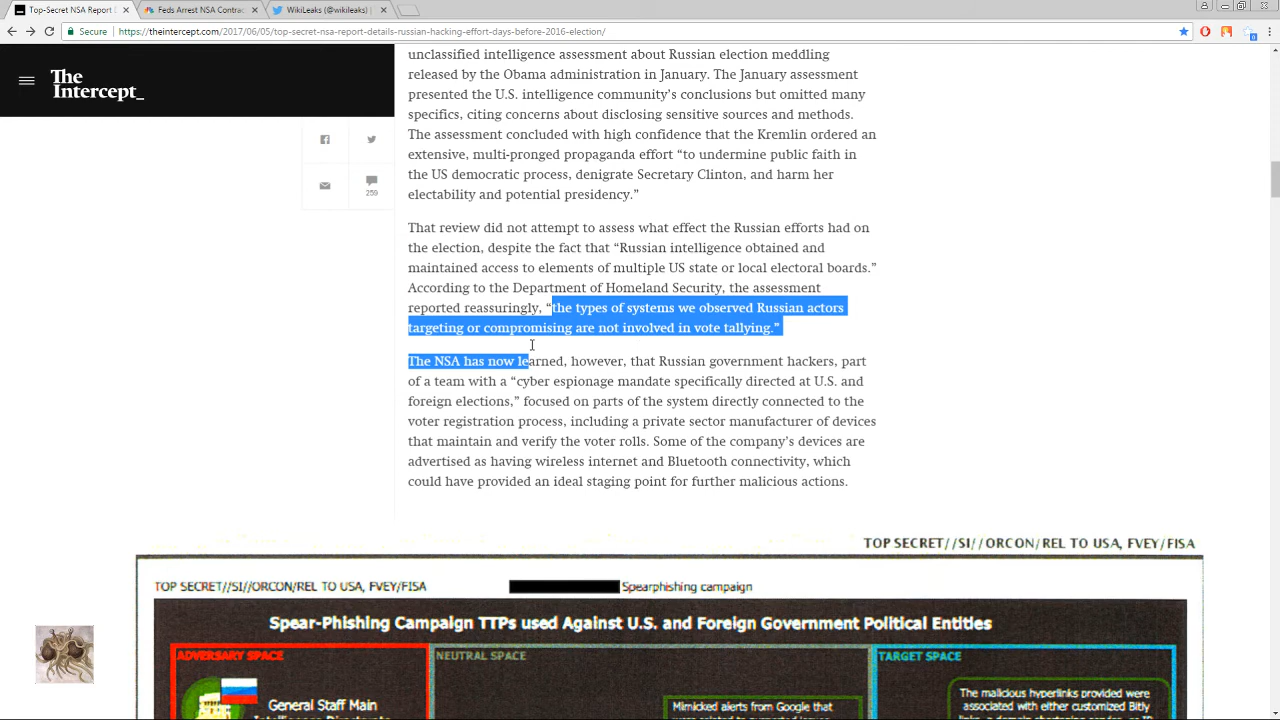 Top-Secret NSA Report D
Feds Arrest NSA Contrac
WikiLeaks (@wikileaks)
Secure
https://theintercept.com/2017/06/05/top-secret-nsa-report-details-russian-hacking-effort-days-before-2016-election/
The
Intercept_
259
unclassified intelligence assessment about Russian election meddling
released by the Obama administration in January. The January assessment
presented the U.S. intelligence community’s conclusions but omitted many
specifics, citing concerns about disclosing sensitive sources and methods.
The assessment concluded with high confidence that the Kremlin ordered an
extensive, multi-pronged propaganda effort “to undermine public faith in
the US democratic process, denigrate Secretary Clinton, and harm her
electability and potential presidency.”
That review did not attempt to assess what effect the Russian efforts had on
the election, despite the fact that “Russian intelligence obtained and
maintained access to elements of multiple US state or local electoral boards.”
According to the Department of Homeland Security, the assessment
reported reassuringly, “the types of systems we observed Russian actors
targeting or compromising are not involved in vote tallying.”
The NSA has now learned, however, that Russian government hackers, part
of a team with a “cyber espionage mandate specifically directed at U.S. and
foreign elections,” focused on parts of the system directly connected to the
voter registration process, including a private sector manufacturer of devices
that maintain and verify the voter rolls. Some of the company’s devices are
advertised as having wireless internet and Bluetooth connectivity, which
could have provided an ideal staging point for further malicious actions.
TOP SECRET//SI//ORCON/REL TO USA, FVEY/FISA
TOP SECRET//SI//ORCON/REL TO USA, FVEY/FISA
Spearphishing campaign
Spear-Phishing Campaign TTPs used Against U.S. and Foreign Government Political Entities
ADVERSARY SPACE
NEUTRAL SPACE
TARGET SPACE
General Staff Main
Mimicked alerts from Google that
The malicious hyperlinks provided were
associated with either customized Bitly